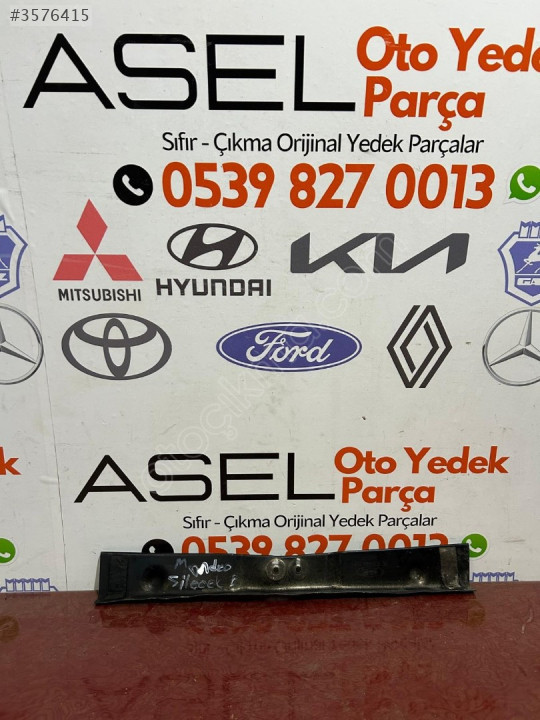 #3576415
ASEL Oto Yedek
Parça
Sıfır - Çıkma Orijinal Yedek Parçalar
0539 827 0013
MITSUBISHI
HYUNDAI
KIA
Ford
ASEL Oto Yedek
Parça
Sıfır - Çıkma Orijinal Yedek Parçalar
0539 827 0013
Mondeo
Silecek